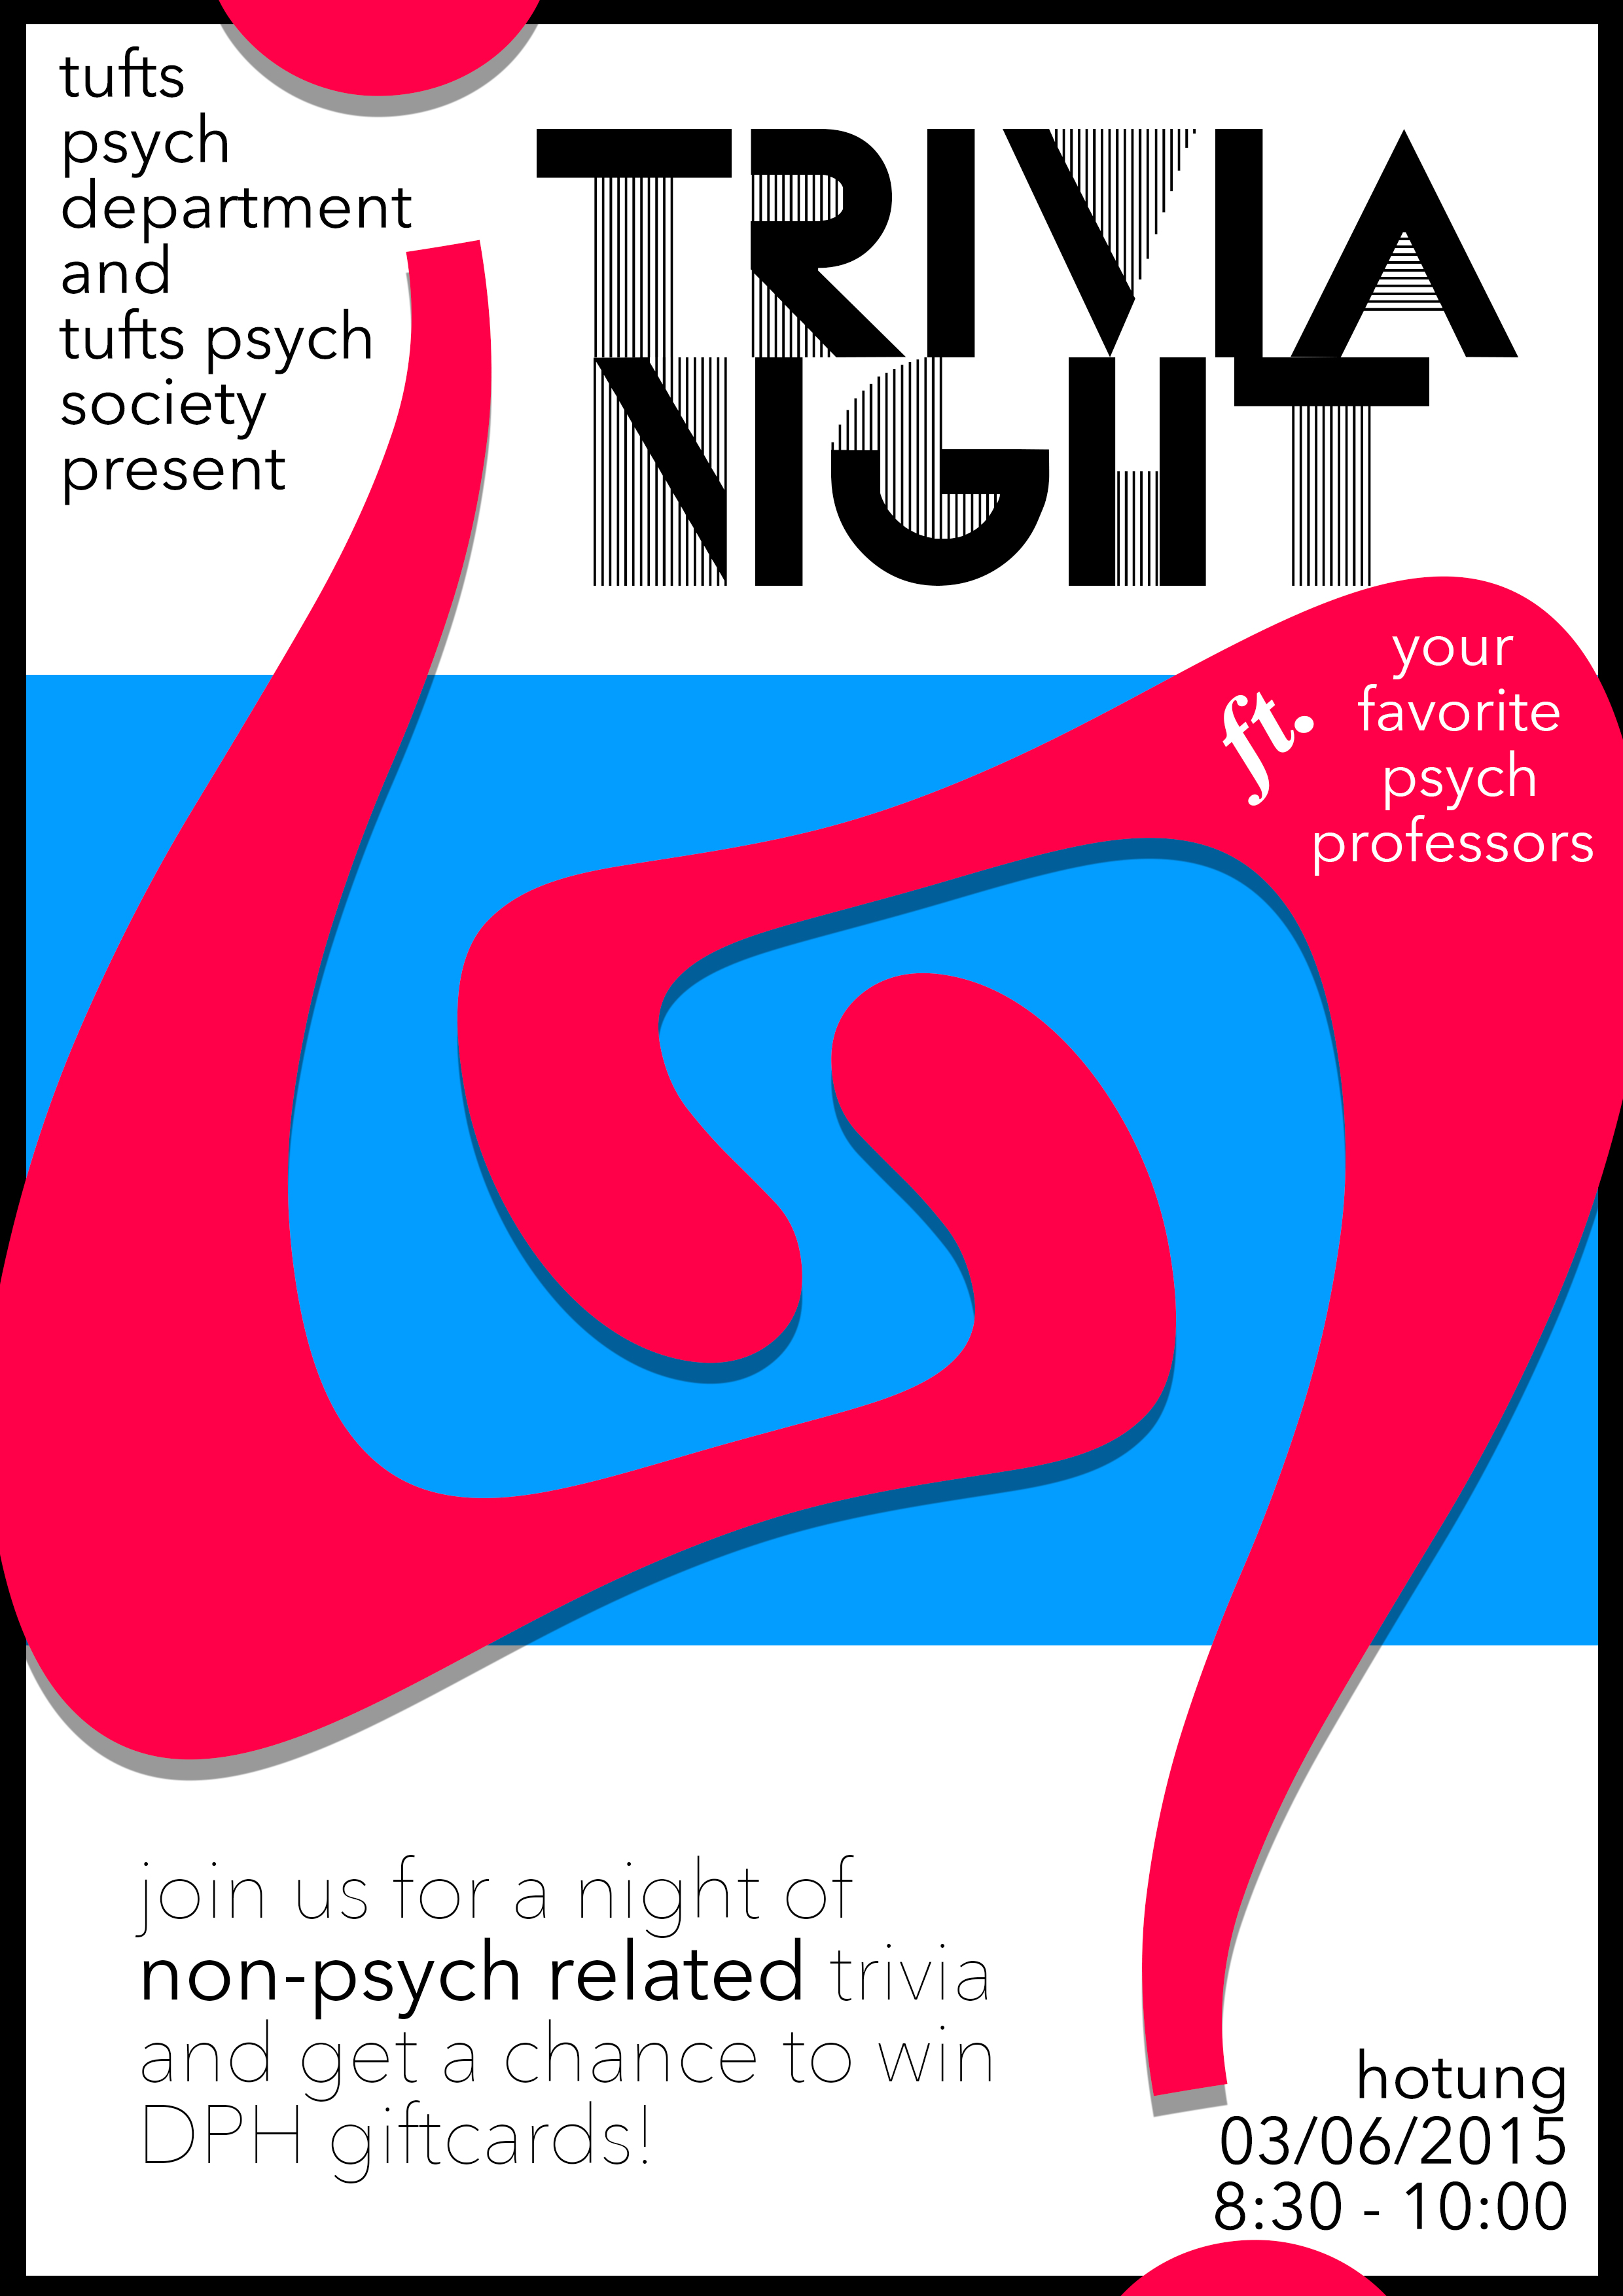 tufts
psych
department
and
tufts psych
society
present
TRIVIA
NIGHT
ft.
your
favorite
psych
professors
join us for a night of
non-psych related trivia
and get a chance to win
DPH giftcards!
hotung
03/06/2015
8:30 - 10:00